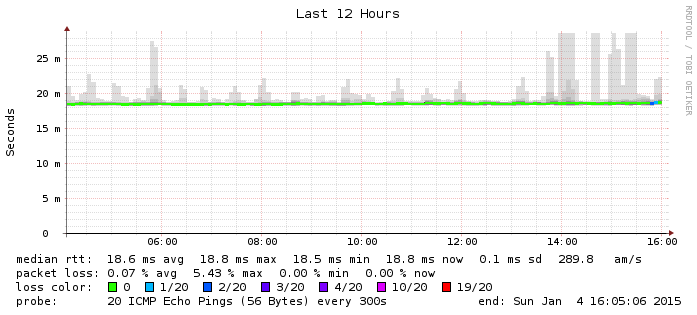 Last 12 Hours
RRDTOOL / TOBI OETIKER
Seconds
25 m
20 m
15 m
10 m
5 m
0
06:00 08:00 10:00 12:00 14:00 16:00
median rtt: 18.6 ms avg 18.8 ms max 18.5 ms min 18.8 ms now 0.1 ms sd 289.8 am/s
packet loss: 0.07 % avg 5.43 % max 0.00 % min 0.00 % now
loss color: 0 1/20 2/20 3/20 4/20 10/20 19/20
probe: 20 ICMP Echo Pings (56 Bytes) every 300s end: Sun Jan 4 16:05:06 2015